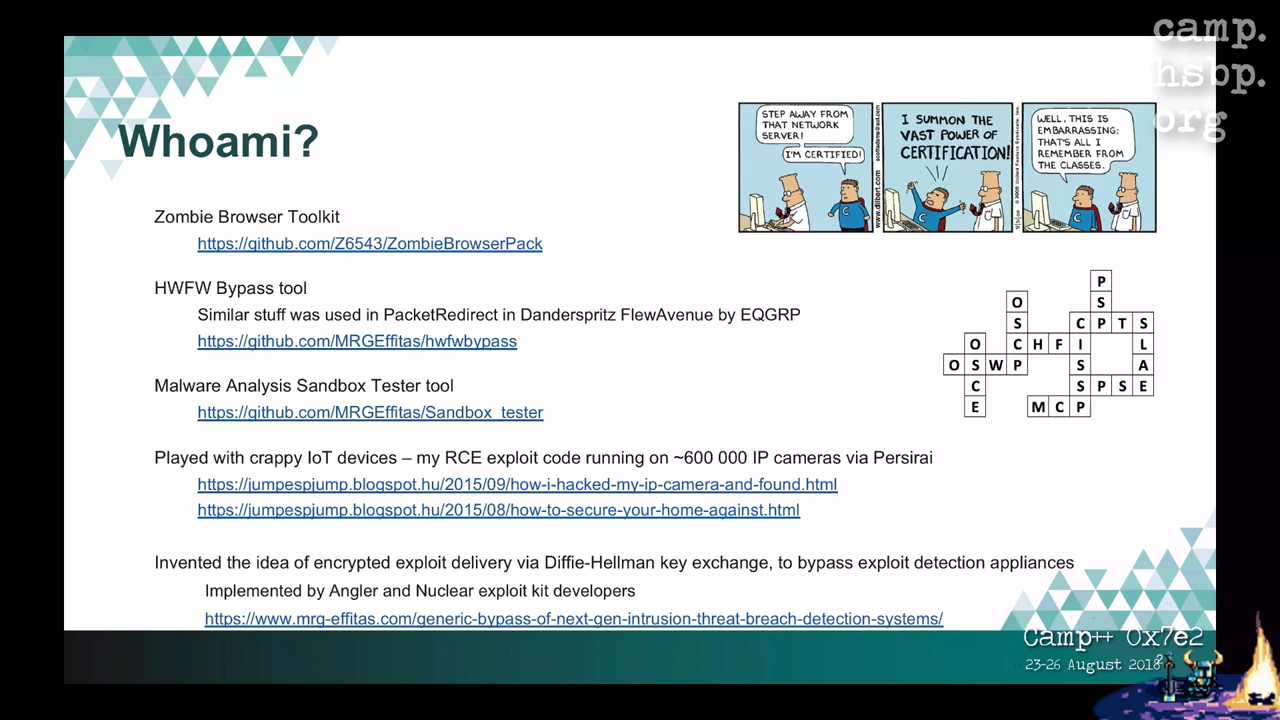 camp.
hsbp.
org
Whoami?
STEP AWAY FROM
THAT NETWORK
SERVER!
I'M CERTIFIED!
I SUMMON THE
VAST POWER OF
CERTIFICATION!
WELL, THIS IS
EMBARRASSING;
THAT'S ALL I
REMEMBER FROM
THE CLASSES.
www.dilbert.com
scottadams@aol.com
C
C
C
Zombie Browser Toolkit
https://github.com/Z6543/ZombieBrowserPack
HWFW Bypass tool
Similar stuff was used in PacketRedirect in Danderspritz FlewAvenue by EQGRP
https://github.com/MRGEffitas/hwfwbypass
Malware Analysis Sandbox Tester tool
https://github.com/MRGEffitas/Sandbox_tester
P
O S
S C P T S
O C H F I L
O S W P S A
C S P S E
E M C P
Played with crappy IoT devices – my RCE exploit code running on ~600 000 IP cameras via Persirai
https://jumpespjump.blogspot.hu/2015/09/how-i-hacked-my-ip-camera-and-found.html
https://jumpespjump.blogspot.hu/2015/08/how-to-secure-your-home-against.html
Invented the idea of encrypted exploit delivery via Diffie-Hellman key exchange, to bypass exploit detection appliances
Implemented by Angler and Nuclear exploit kit developers
https://www.mrg-effitas.com/generic-bypass-of-next-gen-intrusion-threat-breach-detection-systems/
Camp++ 0x7e2
23-26 August 2018